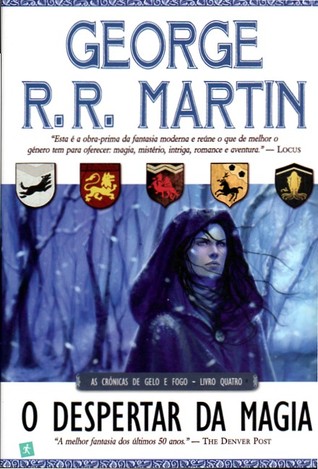 GEORGE
R. R. MARTIN
"Esta é a obra-prima da fantasia moderna e reúne o que de melhor o
género tem para oferecer: magia, mistério, intriga, romance e aventura." — LOCUS
AS CRÓNICAS DE GELO E FOGO – LIVRO QUATRO
O DESPERTAR DA MAGIA
"A melhor fantasia dos últimos 50 anos." — THE DENVER POST